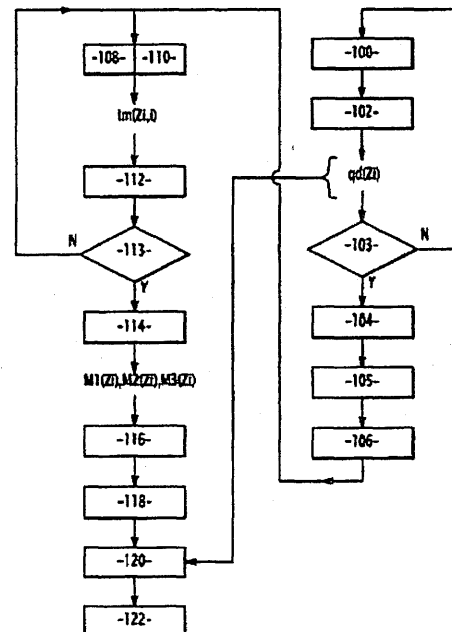 -108- -110-
Im(Zi,t)
-112-
N
-113-
Y
-114-
M1(Zi),M2(Zi),M3(Zi)
-116-
-118-
-120-
-122-
-100-
-102-
qd(Zi)
-103-
N
Y
-104-
-105-
-106-